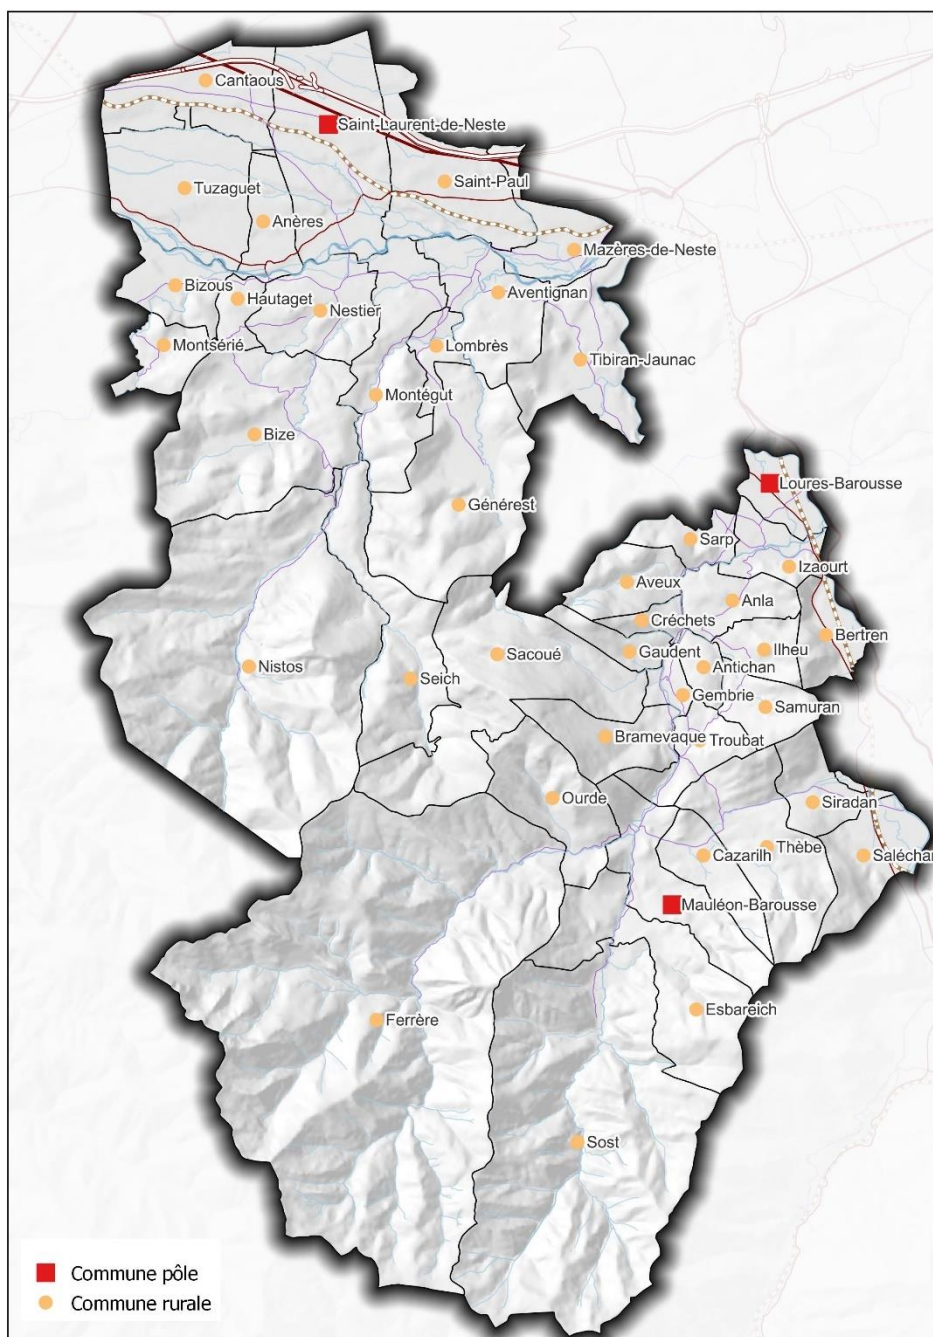 Cantaous
Saint-Laurent-de-Neste
Saint-Paul
Tuzaguet
Anères
Mazères-de-Neste
Bizous
Aventignan
Hautaget
Nestier
Montsérié
Lombrès
Tibiran-Jaunac
Montégut
Bize
Loures-Barousse
Générest
Sarp
Izaourt
Aveux
Anla
Créchets
Bertren
Gaudent
Ilheu
Sacoué
Antichan
Nistos
Seich
Gembrie
Samuran
Bramevaque
Troubat
Ourde
Siradan
Thèbe
Cazarilh
Saléchan
Mauléon-Barousse
Esbareich
Ferrère
Sost
Commune pôle
Commune rurale